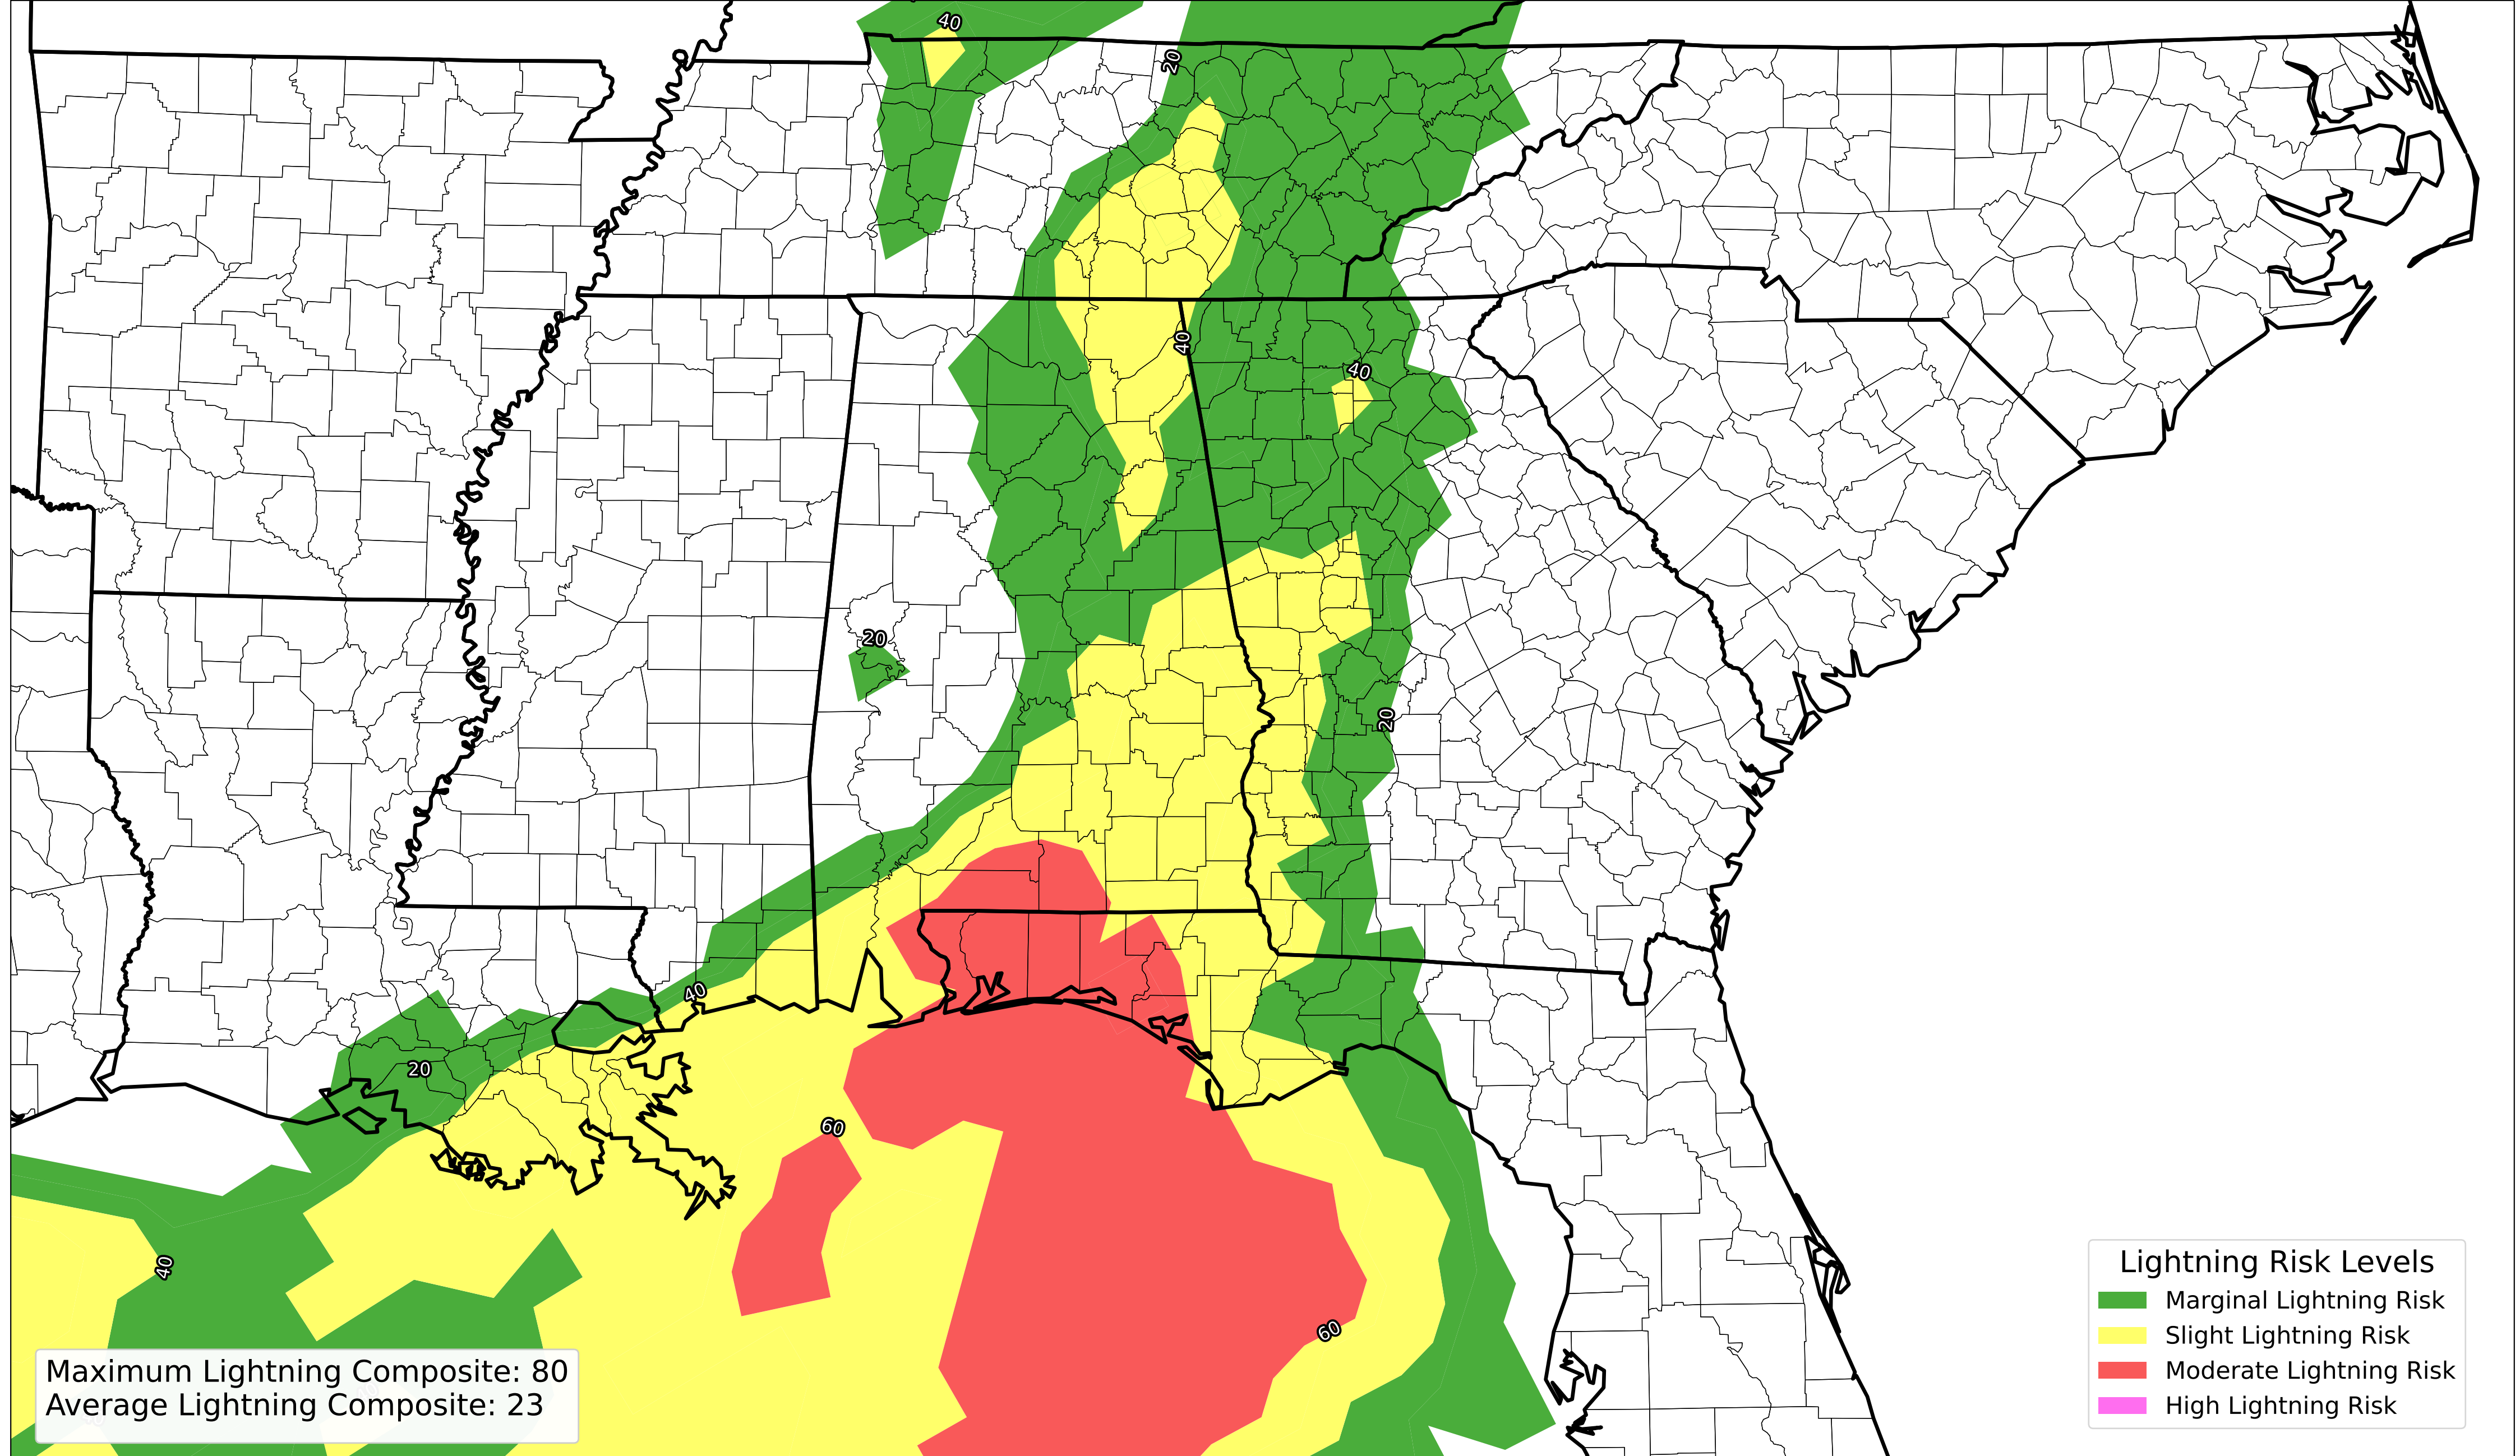 40
20
40
40
20
20
40
20
60
40
60
Maximum Lightning Composite: 80
Average Lightning Composite: 23
Lightning Risk Levels
Marginal Lightning Risk
Slight Lightning Risk
Moderate Lightning Risk
High Lightning Risk